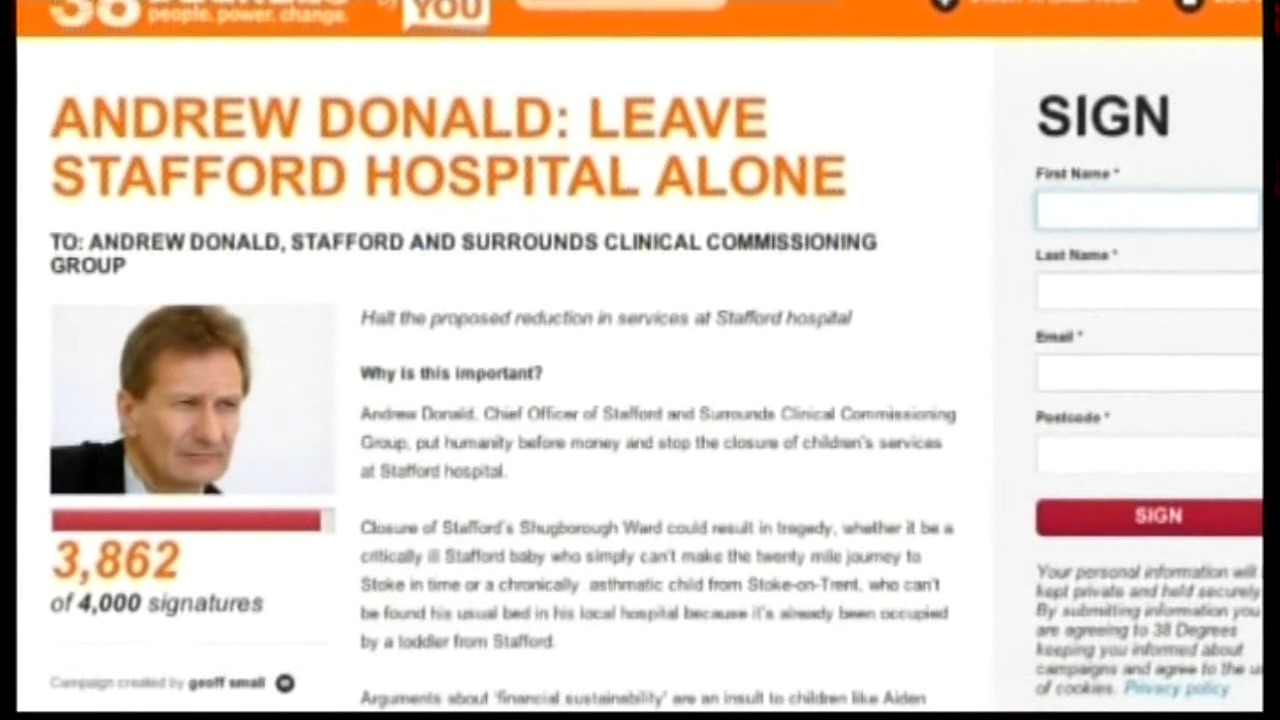 38
people. power. change.
by
YOU
ANDREW DONALD: LEAVE
STAFFORD HOSPITAL ALONE
TO: ANDREW DONALD, STAFFORD AND SURROUNDS CLINICAL COMMISSIONING
GROUP
Halt the proposed reduction in services at Stafford hospital
Why is this important?
Andrew Donald, Chief Officer of Stafford and Surrounds Clinical Commissioning
Group, put humanity before money and stop the closure of children's services
at Stafford hospital.
Closure of Stafford's Shugborough Ward could result in tragedy, whether it be a
critically ill Stafford baby who simply can't make the twenty mile journey to
Stoke in time or a chronically asthmatic child from Stoke-on-Trent, who can't
be found his usual bed in his local hospital because it's already been occupied
by a toddler from Stafford.
Arguments about 'financial sustainability' are an insult to children like Aiden
3,862
of 4,000 signatures
Campaign created by geoff small
SIGN
First Name *
Last Name *
Email *
Postcode *
SIGN
Your personal information will
kept private and held securely.
By submitting information you
are agreeing to 38 Degrees
keeping you informed about
campaigns and agree to the
of cookies. Privacy policy